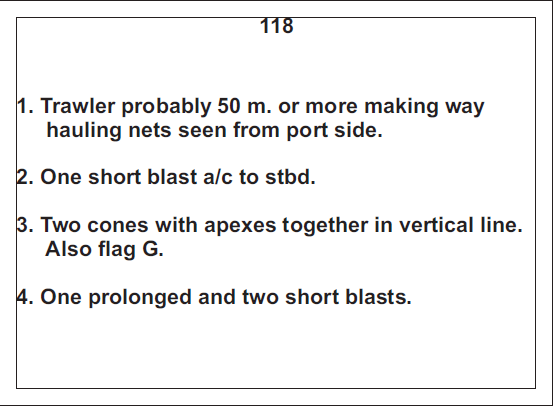 118
1. Trawler probably 50 m. or more making way
hauling nets seen from port side.
2. One short blast a/c to stbd.
3. Two cones with apexes together in vertical line.
Also flag G.
4. One prolonged and two short blasts.